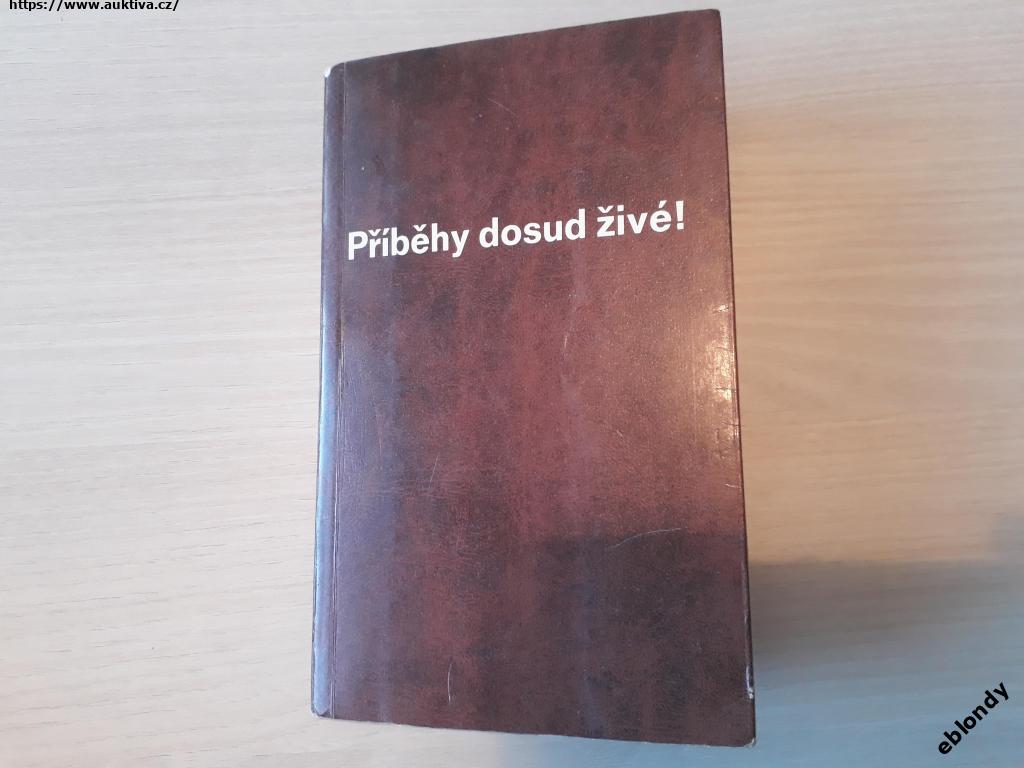 https://www.auktiva.cz/
Příběhy dosud živé!
eblondy